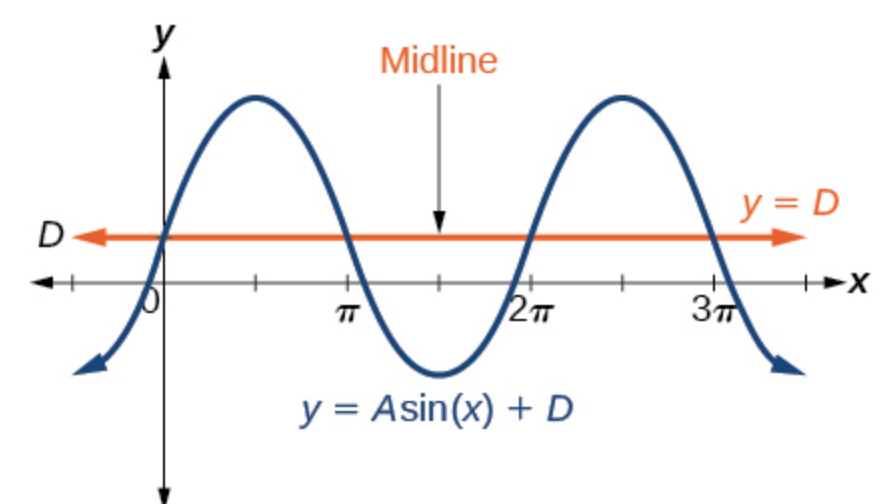 y
Midline
y = D
D
x
0
π
2π
3π
y = Asin(x) + D